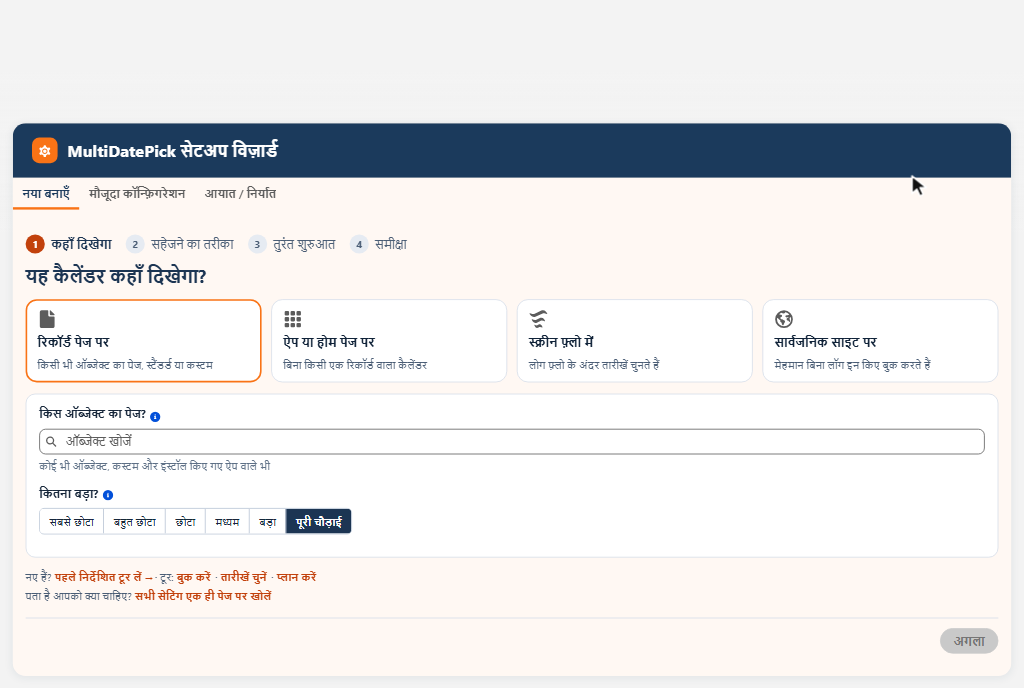 MultiDatePick सेटअप विज़ार्ड
नया बनाएँ मौजूदा कॉन्फ़िगरेशन आयात / निर्यात
1 कहाँ दिखेगा 2 सहेजने का तरीका 3 तुरंत शुरुआत 4 समीक्षा
यह कैलेंडर कहाँ दिखेगा?
रिकॉर्ड पेज पर
किसी भी ऑब्जेक्ट का पेज, स्टैंडर्ड या कस्टम
ऐप या होम पेज पर
बिना किसी एक रिकॉर्ड वाला कैलेंडर
स्क्रीन फ़्लो में
लोग फ़्लो के अंदर तारीखें चुनते हैं
सार्वजनिक साइट पर
मेहमान बिना लॉग इन किए बुक करते हैं
किस ऑब्जेक्ट का पेज?
ऑब्जेक्ट खोजें
कोई भी ऑब्जेक्ट, कस्टम और इंस्टॉल किए गए ऐप वाले भी
कितना बड़ा?
सबसे छोटा बहुत छोटा छोटा मध्यम बड़ा पूरी चौड़ाई
नए हैं? पहले निर्देशित टूर लें → · टूर: बुक करें · तारीखें चुनें · प्लान करें
पता है आपको क्या चाहिए? सभी सेटिंग एक ही पेज पर खोलें
अगला